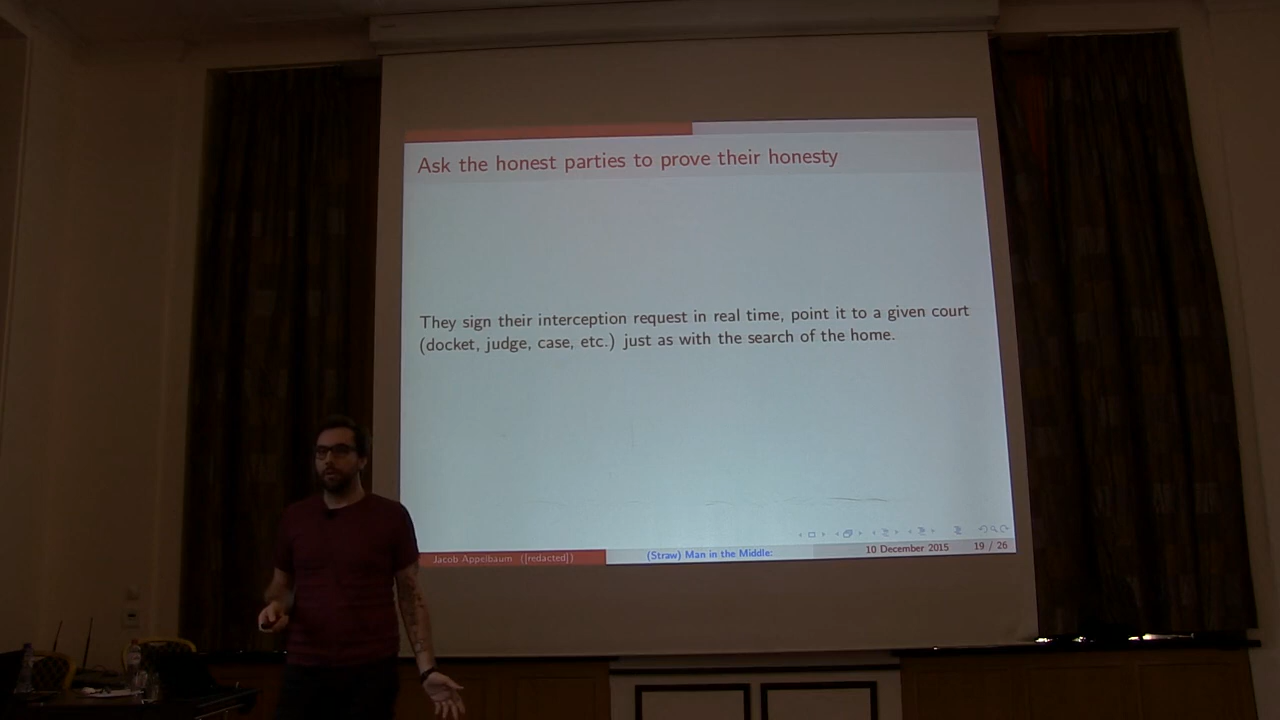 Ask the honest parties to prove their honesty
They sign their interception request in real time, point it to a given court
(docket, judge, case, etc.) just as with the search of the home.
Jacob Appelbaum ([redacted])
(Straw) Man in the Middle:
10 December 2015
19 / 26